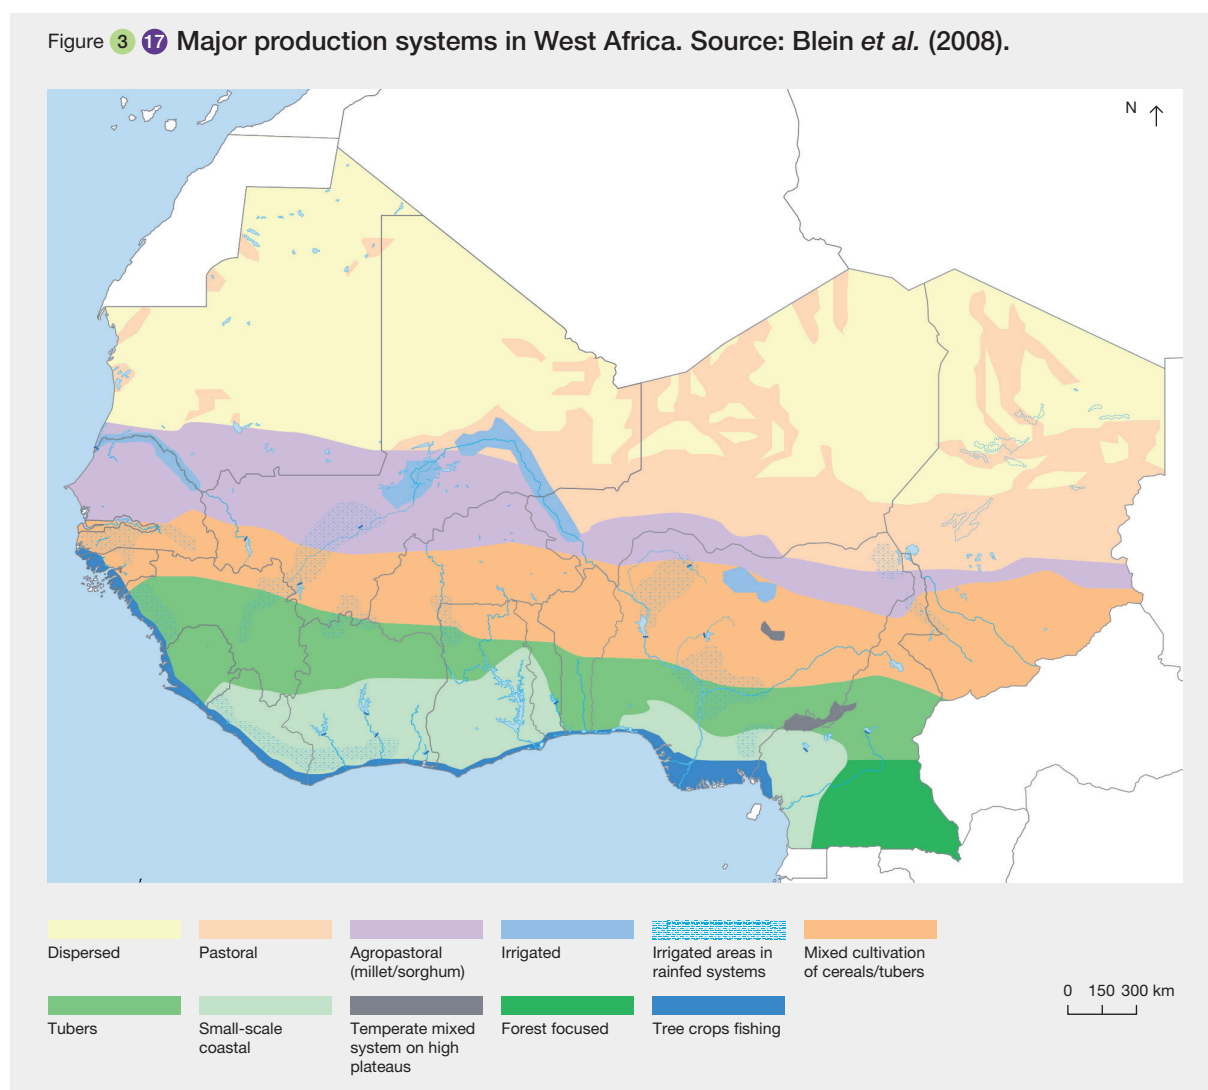 Figure 3 17 Major production systems in West Africa. Source: Blein et al. (2008).
N
Dispersed
Pastoral
Agropastoral
(millet/sorghum)
Irrigated
Irrigated areas in
rainfed systems
Mixed cultivation
of cereals/tubers
0 150 300 km
Tubers
Small-scale
coastal
Temperate mixed
system on high
plateaus
Forest focused
Tree crops fishing